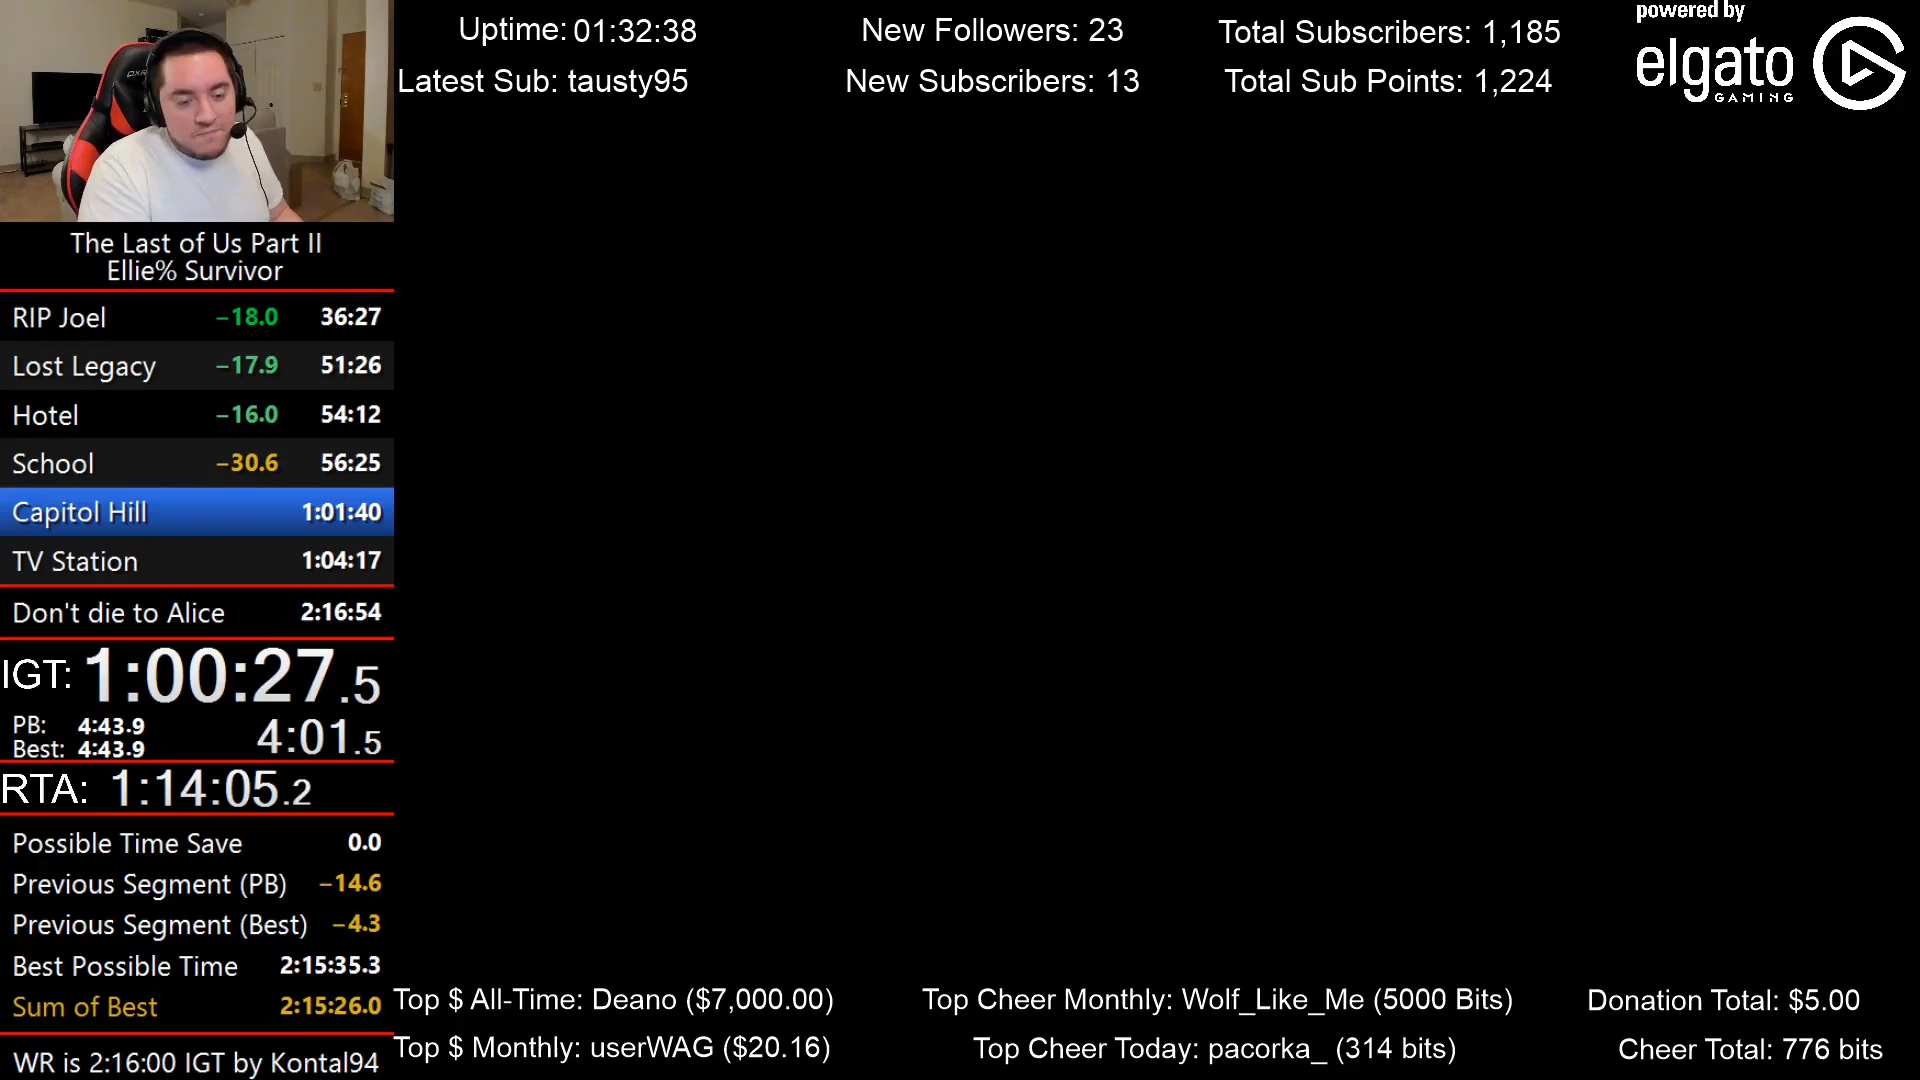 Uptime: 01:32:38
New Followers: 23
Total Subscribers: 1,185
Latest Sub: tausty95
New Subscribers: 13
Total Sub Points: 1,224
powered by
elgato
GAMING
DXR
The Last of Us Part II
Ellie% Survivor
RIP Joel -18.0 36:27
Lost Legacy -17.9 51:26
Hotel -16.0 54:12
School -30.6 56:25
Capitol Hill 1:01:40
TV Station 1:04:17
Don't die to Alice 2:16:54
IGT: 1:00:27.5
PB: 4:43.9
Best: 4:43.9
4:01.5
RTA: 1:14:05.2
Possible Time Save 0.0
Previous Segment (PB) -14.6
Previous Segment (Best) -4.3
Best Possible Time 2:15:35.3
Sum of Best 2:15:26.0
WR is 2:16:00 IGT by Kontal94
Top $ All-Time: Deano ($7,000.00)
Top Cheer Monthly: Wolf_Like_Me (5000 Bits)
Donation Total: $5.00
Top $ Monthly: userWAG ($20.16)
Top Cheer Today: pacorka_ (314 bits)
Cheer Total: 776 bits